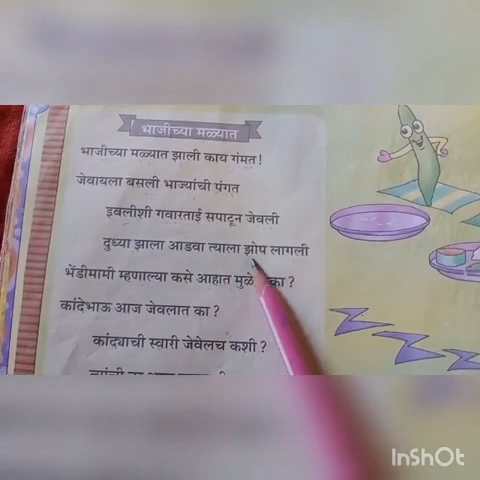 भाजीच्या मळ्यात
भाजीच्या मळ्यात झाली काय गंमत!
जेवायला बसली भाज्यांची पंगत
इवलीशी गवारताई सपाटून जेवली
दुध्या झाला आडवा त्याला झोप लागली
भेंडीमामी म्हणाल्या कसे आहात मुळे का?
कांदेभाऊ आज जेवलात का?
कांद्याची स्वारी जेवेलच कशी?
InShOt